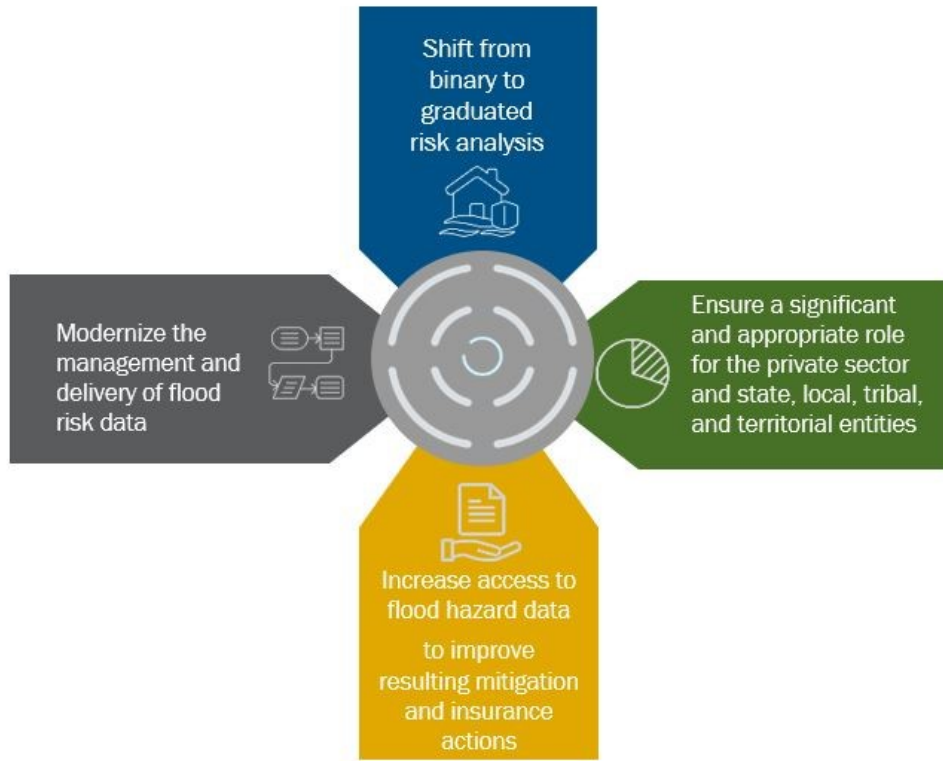 Shift from
binary to
graduated
risk analysis
Modernize the
management and
delivery of flood
risk data
Ensure a significant
and appropriate role
for the private sector
and state, local, tribal,
and territorial entities
Increase access to
flood hazard data
to improve
resulting mitigation
and insurance
actions